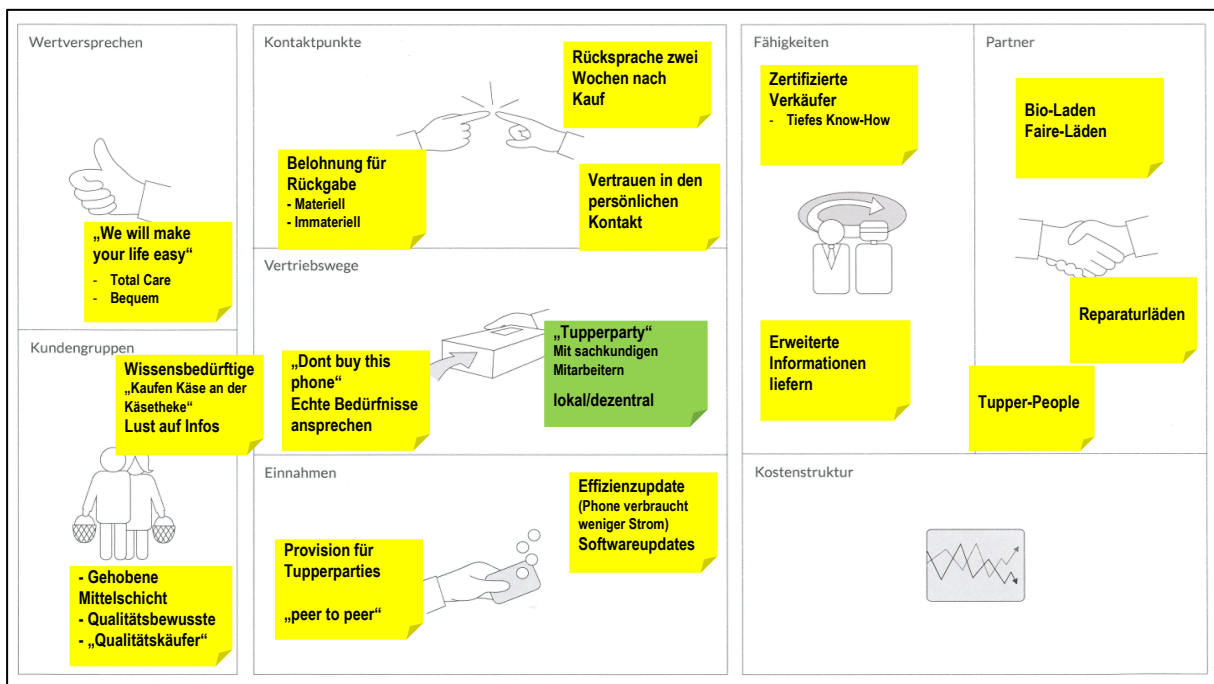 Wertversprechen
„We will make
your life easy“
- Total Care
- Bequem
Kundengruppen
Wissensbedürftige
„Kaufen Käse an der
Käsetheke“
Lust auf Infos
- Gehobene
Mittelschicht
- Qualitätsbewusste
- „Qualitätskäufer“
Kontaktpunkte
Rücksprache zwei
Wochen nach
Kauf
Belohnung für
Rückgabe
- Materiell
- Immateriell
Vertrauen in den
persönlichen
Kontakt
Vertriebswege
„Dont buy this
phone“
Echte Bedürfnisse
ansprechen
„Tupperparty“
Mit sachkundigen
Mitarbeitern
lokal/dezentral
Einnahmen
Effizienzupdate
(Phone verbraucht
weniger Strom)
Softwareupdates
Provision für
Tupperparties
„peer to peer“
Fähigkeiten
Zertifizierte
Verkäufer
- Tiefes Know-How
Erweiterte
Informationen
liefern
Partner
Bio-Laden
Faire-Läden
Reparaturläden
Tupper-People
Kostenstruktur